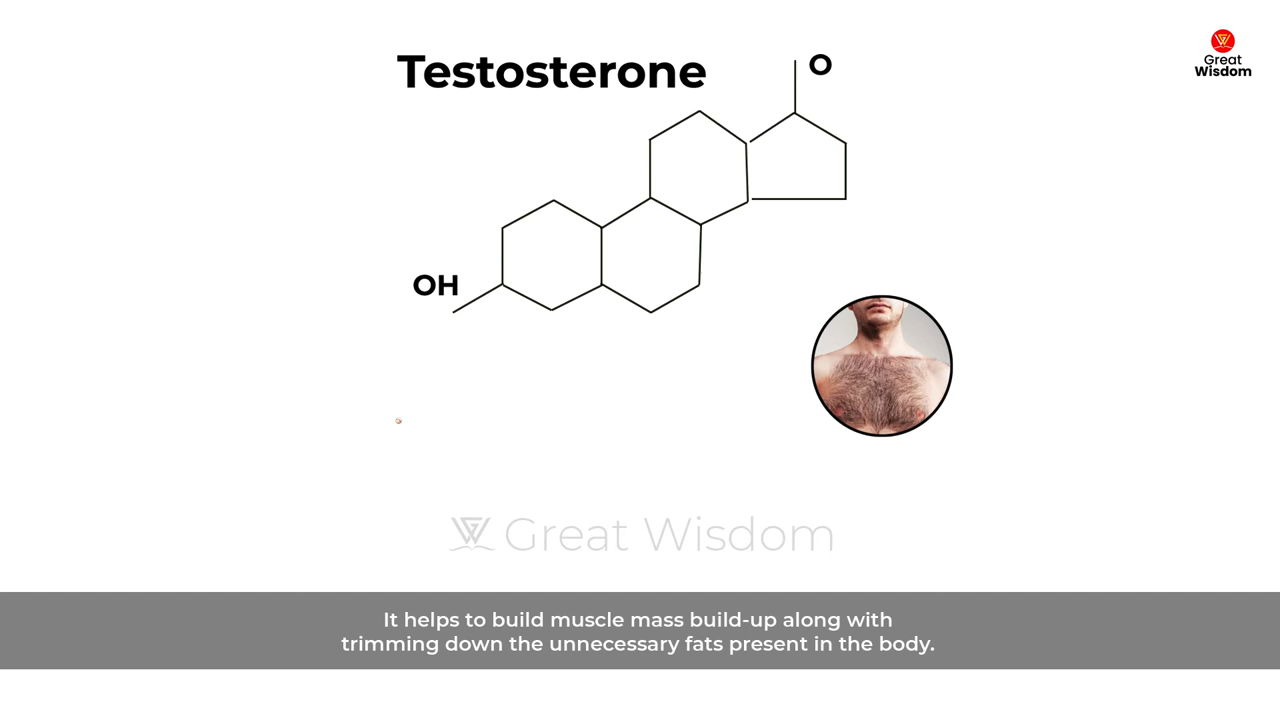 Testosterone
O
Great
Wisdom
OH
Great Wisdom
It helps to build muscle mass build-up along with
trimming down the unnecessary fats present in the body.